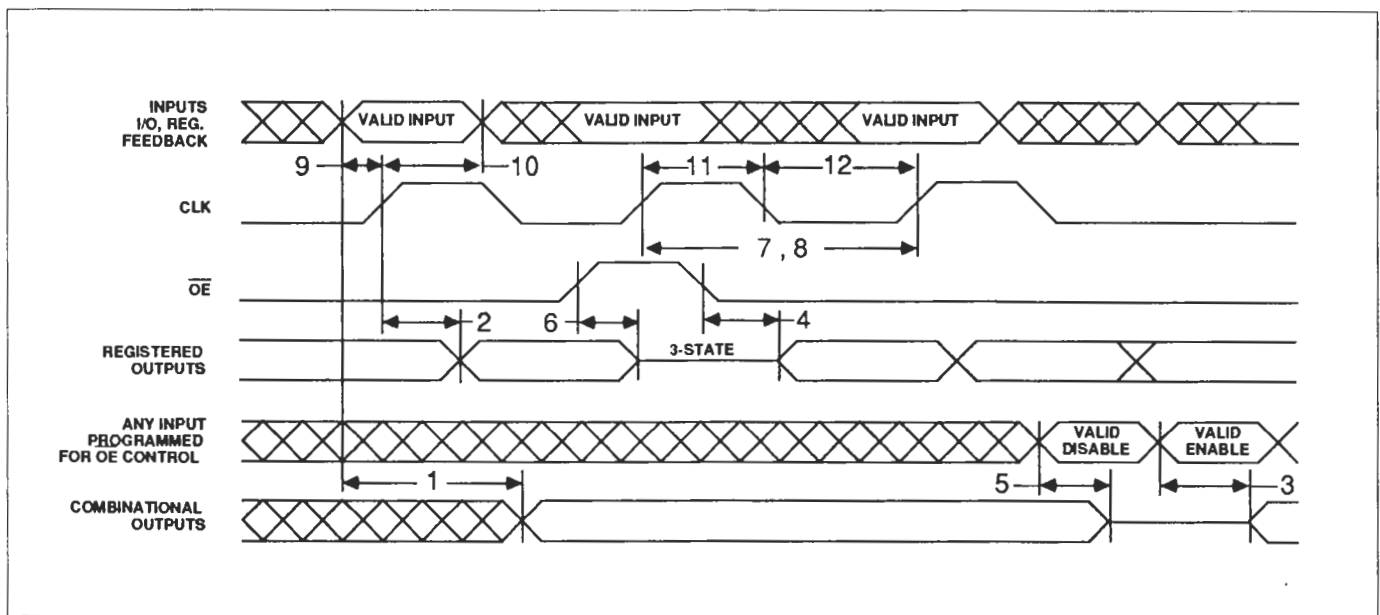 INPUTS
I/O, REG.
FEEDBACK
VALID INPUT
VALID INPUT
VALID INPUT
9
10
11
12
CLK
7 , 8
OE
2
6
4
REGISTERED
OUTPUTS
3-STATE
ANY INPUT
PROGRAMMED
FOR OE CONTROL
VALID
DISABLE
VALID
ENABLE
1
5
3
COMBINATIONAL
OUTPUTS